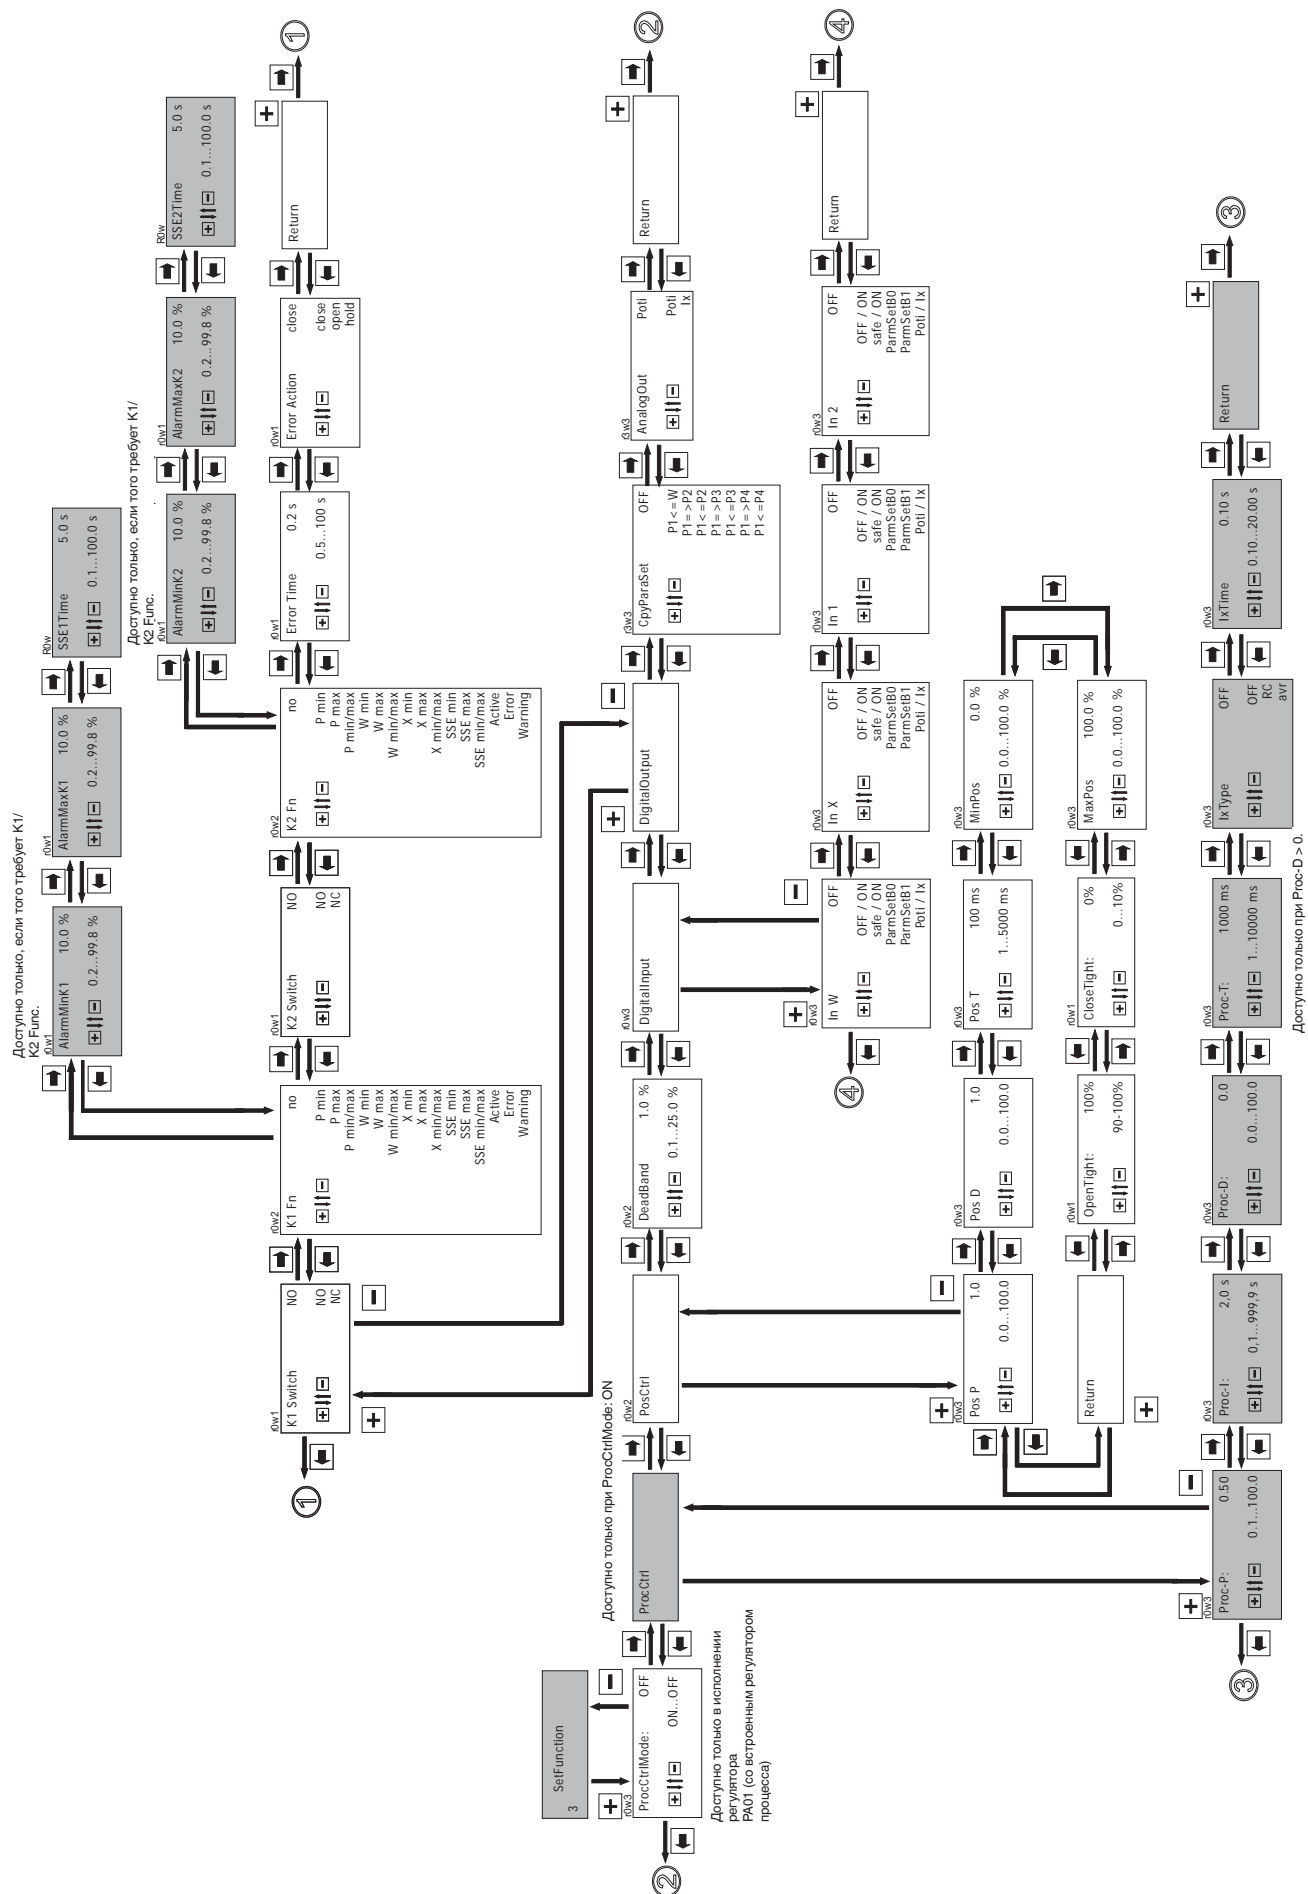 Доступно только, если того требует K1/
K2 Func.
r0w1
AlarmMinK1 10.0 %
0.2...99.8 %
r0w1
AlarmMaxK1 10.0 %
0.2...99.8 %
R0w
SSE1Time 5.0 s
0.1...100.0 s
Доступно только, если того требует K1/
K2 Func.
r0w1
AlarmMinK2 10.0 %
0.2...99.8 %
r0w1
AlarmMaxK2 10.0 %
0.2...99.8 %
R0w
SSE2Time 5.0 s
0.1...100.0 s
1
r0w1
K1 Switch NO
NO
NC
r0w2
K1 Fn no
P min
P max
P min/max
W min
W max
W min/max
X min
X max
X min/max
SSE min
SSE max
SSE min/max
Active
Error
Warning
r0w1
K2 Switch NO
NO
NC
r0w2
K2 Fn no
P min
P max
P min/max
W min
W max
W min/max
X min
X max
X min/max
SSE min
SSE max
SSE min/max
Active
Error
Warning
r0w1
Error Time 0.2 s
0.5...100 s
r0w1
Error Action close
close
open
hold
Return
1
SetFunction
3
2
r0w3
ProcCtrlMode: OFF
ON...OFF
Доступно только в исполнении
регулятора
PA01 (со встроенным регулятором
процесса)
Доступно только при ProcCtrlMode: ON
ProcCtrl
r0w2
PosCtrl
r0w2
DeadBand 1.0 %
0.1...25.0 %
r0w3
DigitalInput
DigitalOutput
r3w3
CpyParaSet OFF
P1<=W
P1=>P2
P1<=P2
P1=>P3
P1<=P3
P1=>P4
P1<=P4
r3w3
AnalogOut Poti
Poti
Ix
Return
2
4
r0w3
In W OFF
OFF / ON
safe / ON
ParmSetB0
ParmSetB1
Poti / Ix
r0w3
In X OFF
OFF / ON
safe / ON
ParmSetB0
ParmSetB1
Poti / Ix
r0w3
In 1 OFF
OFF / ON
safe / ON
ParmSetB0
ParmSetB1
Poti / Ix
r0w3
In 2 OFF
OFF / ON
safe / ON
ParmSetB0
ParmSetB1
Poti / Ix
Return
4
r0w3
Pos P 1.0
0.0...100.0
r0w3
Pos D 1.0
0.0...100.0
r0w3
Pos T 100 ms
1...5000 ms
r0w3
MinPos 0.0 %
0.0...100.0 %
Return
r0w1
OpenTight: 100%
90-100%
r0w1
CloseTight: 0%
0...10%
r0w3
MaxPos 100.0 %
0.0...100.0 %
3
r0w3
Proc-P: 0.50
0.1...100.0
r0w3
Proc-I: 2,0 s
0,1...999,9 s
r0w3
Proc-D: 0.0
0.0...100.0
r0w3
Proc-T: 1000 ms
1...10000 ms
Доступно только при Proc-D > 0.
r0w3
IxType OFF
OFF
RC
avr
r0w3
IxTime 0.10 s
0.10...20.00 s
Return
3